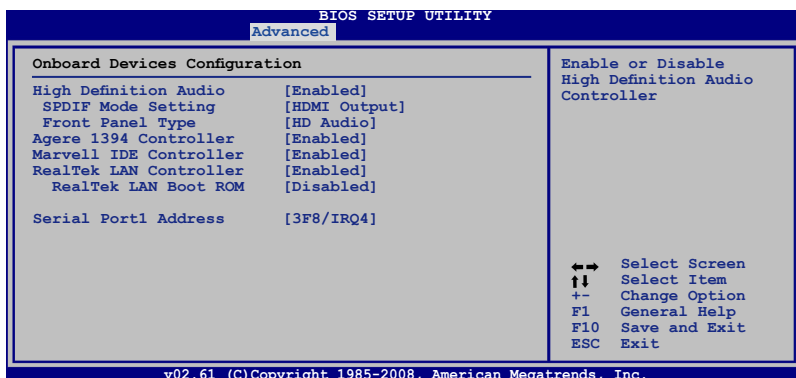 BIOS SETUP UTILITY
Advanced
Onboard Devices Configuration
High Definition Audio [Enabled]
SPDIF Mode Setting [HDMI Output]
Front Panel Type [HD Audio]
Agere 1394 Controller [Enabled]
Marvell IDE Controller [Enabled]
RealTek LAN Controller [Enabled]
RealTek LAN Boot ROM [Disabled]
Serial Port1 Address [3F8/IRQ4]
Enable or Disable
High Definition Audio
Controller
←→ Select Screen
↑↓ Select Item
+- Change Option
F1 General Help
F10 Save and Exit
ESC Exit
v02.61 (C)Copyright 1985-2008, American Megatrends, Inc.